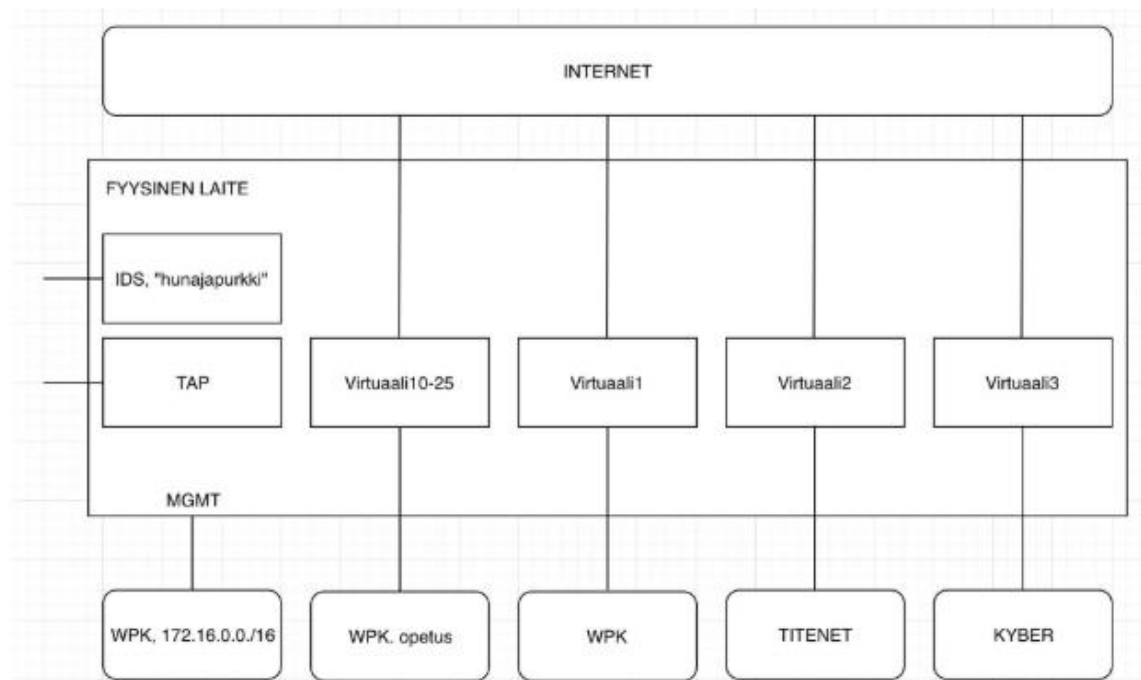 INTERNET
FYYSINEN LAITE
IDS, "hunajapurkki"
TAP
Virtuaali10-25
Virtuaali1
Virtuaali2
Virtuaali3
MGMT
WPK, 172.16.0.0./16
WPK. opetus
WPK
TITENET
KYBER